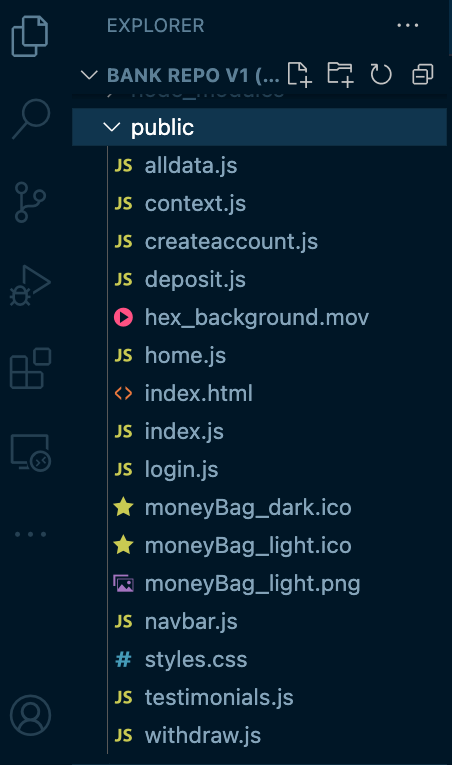 EXPLORER
BANK REPO V1 (...
node_modules
public
JS alldata.js
JS context.js
JS createaccount.js
JS deposit.js
hex_background.mov
JS home.js
<> index.html
JS index.js
JS login.js
moneyBag_dark.ico
moneyBag_light.ico
moneyBag_light.png
JS navbar.js
# styles.css
JS testimonials.js
JS withdraw.js